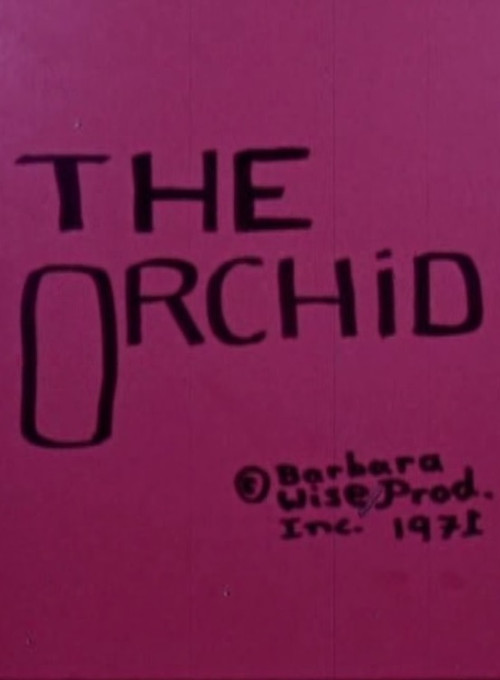 THE
ORCHiD
© Barbara
Wise Prod.
Inc. 1971